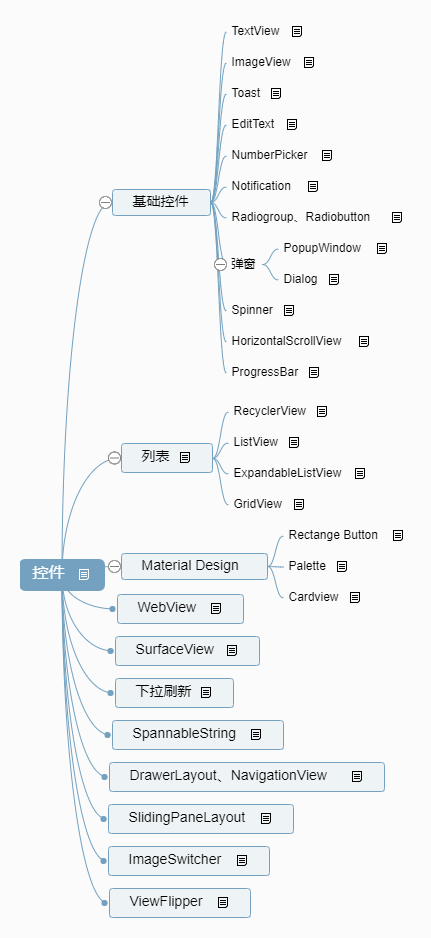 控件
基础控件
TextView
ImageView
Toast
EditText
NumberPicker
Notification
Radiogroup、Radiobutton
弹窗
PopupWindow
Dialog
Spinner
HorizontalScrollView
ProgressBar
列表
RecyclerView
ListView
ExpandableListView
GridView
Material Design
Rectange Button
Palette
Cardview
WebView
SurfaceView
下拉刷新
SpannableString
DrawerLayout、NavigationView
SlidingPaneLayout
ImageSwitcher
ViewFlipper